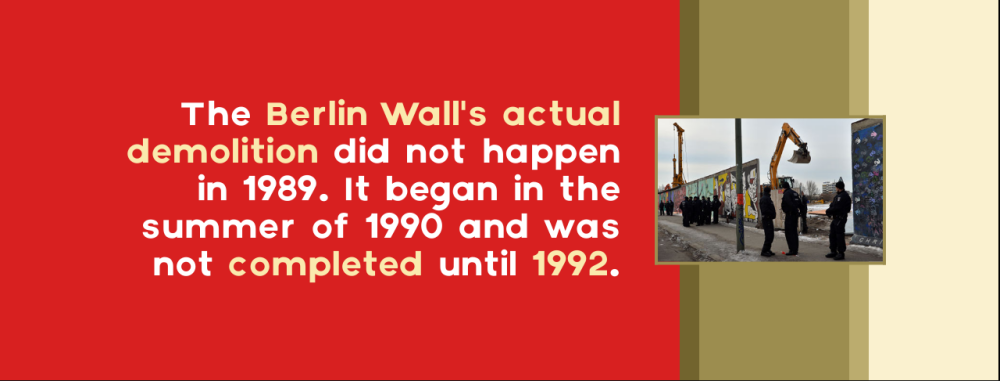 The Berlin Wall's actual
demolition did not happen
in 1989. It began in the
summer of 1990 and was
not completed until 1992.